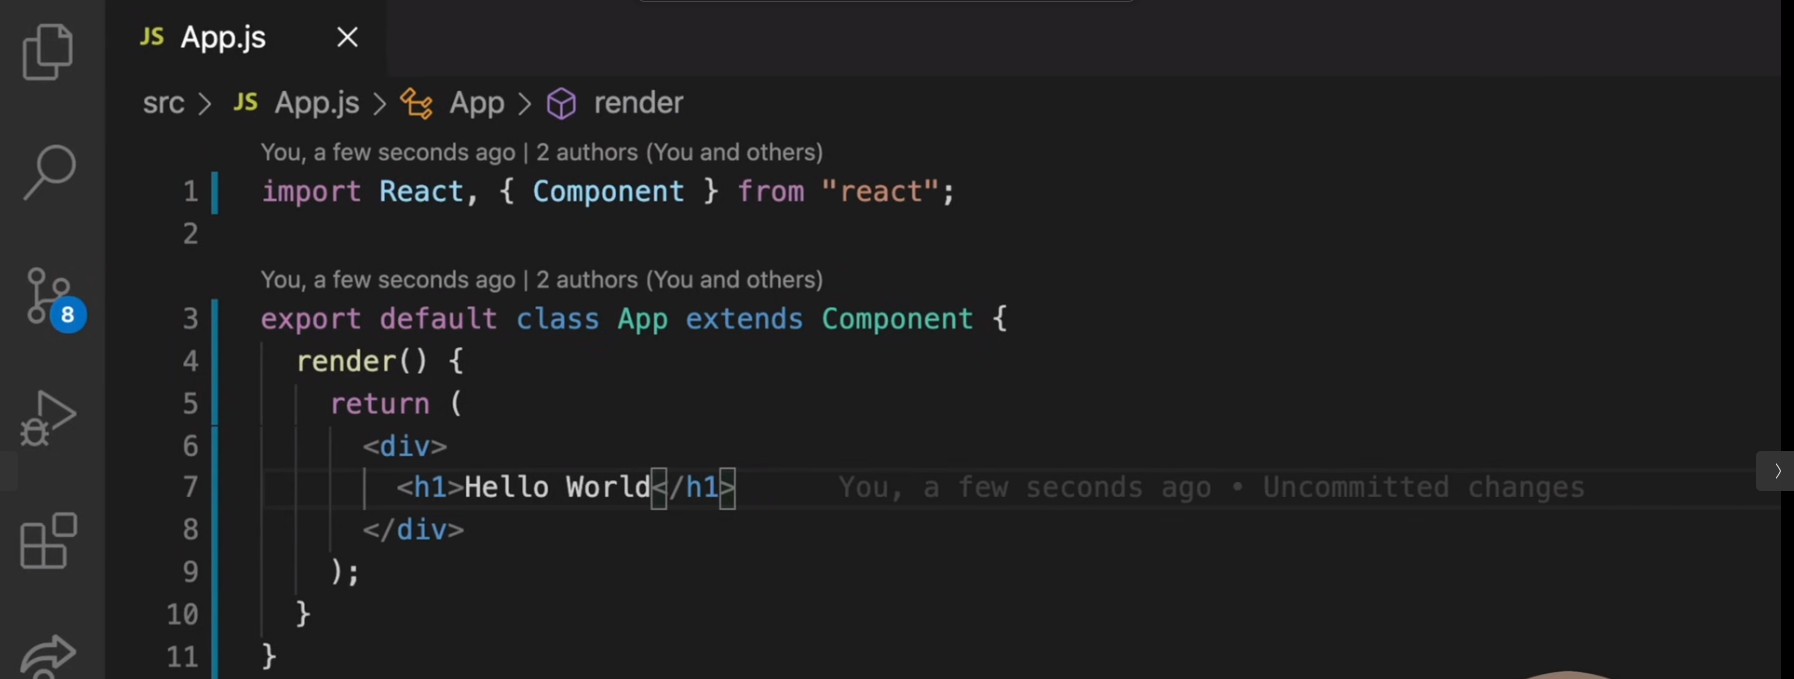 JS App.js
src > JS App.js > App > render
You, a few seconds ago | 2 authors (You and others)
1 import React, { Component } from "react";
2
You, a few seconds ago | 2 authors (You and others)
8
3 export default class App extends Component {
4 render() {
5 return (
6 <div>
7 <h1>Hello World</h1> You, a few seconds ago • Uncommitted changes
8 </div>
9 );
10 }
11 }